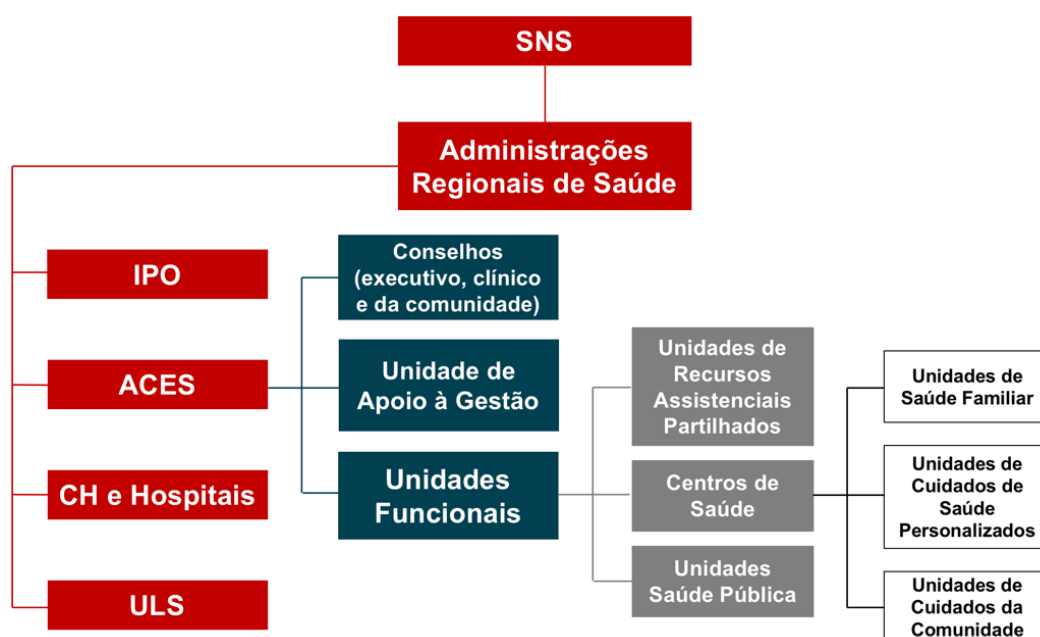 SNS
Administrações
Regionais de Saúde
IPO
ACES
CH e Hospitais
ULS
Conselhos
(executivo, clínico
e da comunidade)
Unidade de
Apoio à Gestão
Unidades
Funcionais
Unidades de
Recursos
Assistenciais
Partilhados
Centros de
Saúde
Unidades
Saúde Pública
Unidades de
Saúde Familiar
Unidades de
Cuidados de
Saúde
Personalizados
Unidades de
Cuidados da
Comunidade